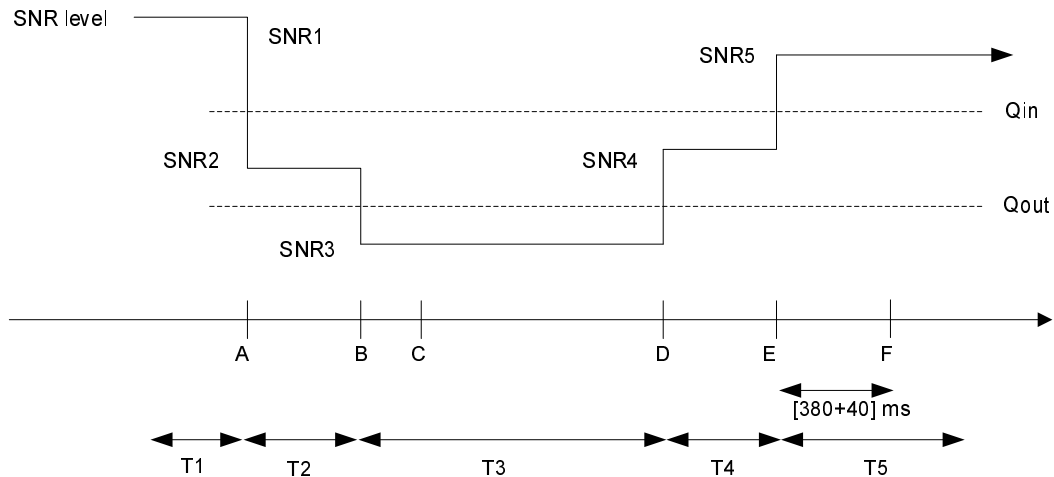 SNR level
SNR1
SNR5
Qin
SNR2
SNR4
Qout
SNR3
A
B
C
D
E
F
[380+40] ms
T1
T2
T3
T4
T5